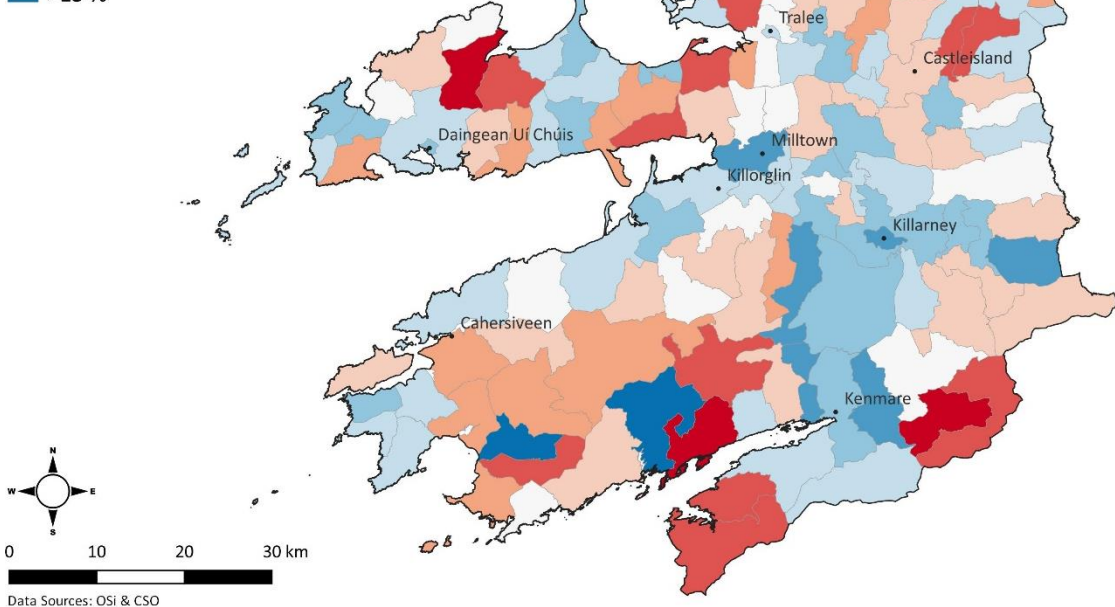 Tralee
Castleisland
Daingean Uí Chúis
Milltown
Killorglin
Killarney
Cahersiveen
Kenmare
N
W E
S
0 10 20 30 km
Data Sources: OSi & CSO